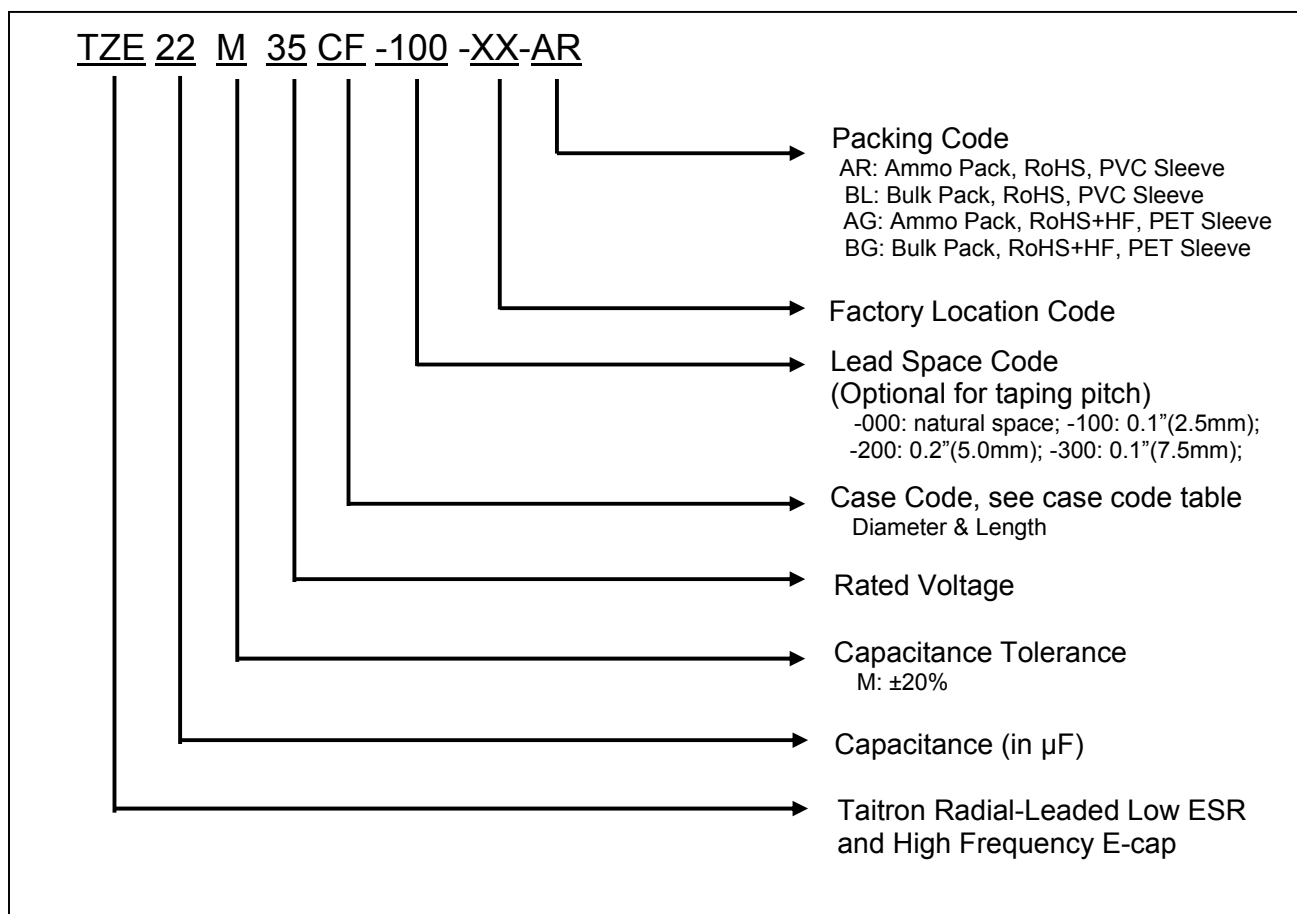 TZE 22 M 35 CF -100 -XX-AR
Packing Code
AR: Ammo Pack, RoHS, PVC Sleeve
BL: Bulk Pack, RoHS, PVC Sleeve
AG: Ammo Pack, RoHS+HF, PET Sleeve
BG: Bulk Pack, RoHS+HF, PET Sleeve
Factory Location Code
Lead Space Code
(Optional for taping pitch)
-000: natural space; -100: 0.1”(2.5mm);
-200: 0.2”(5.0mm); -300: 0.1”(7.5mm);
Case Code, see case code table
Diameter & Length
Rated Voltage
Capacitance Tolerance
M: ±20%
Capacitance (in µF)
Taitron Radial-Leaded Low ESR
and High Frequency E-cap